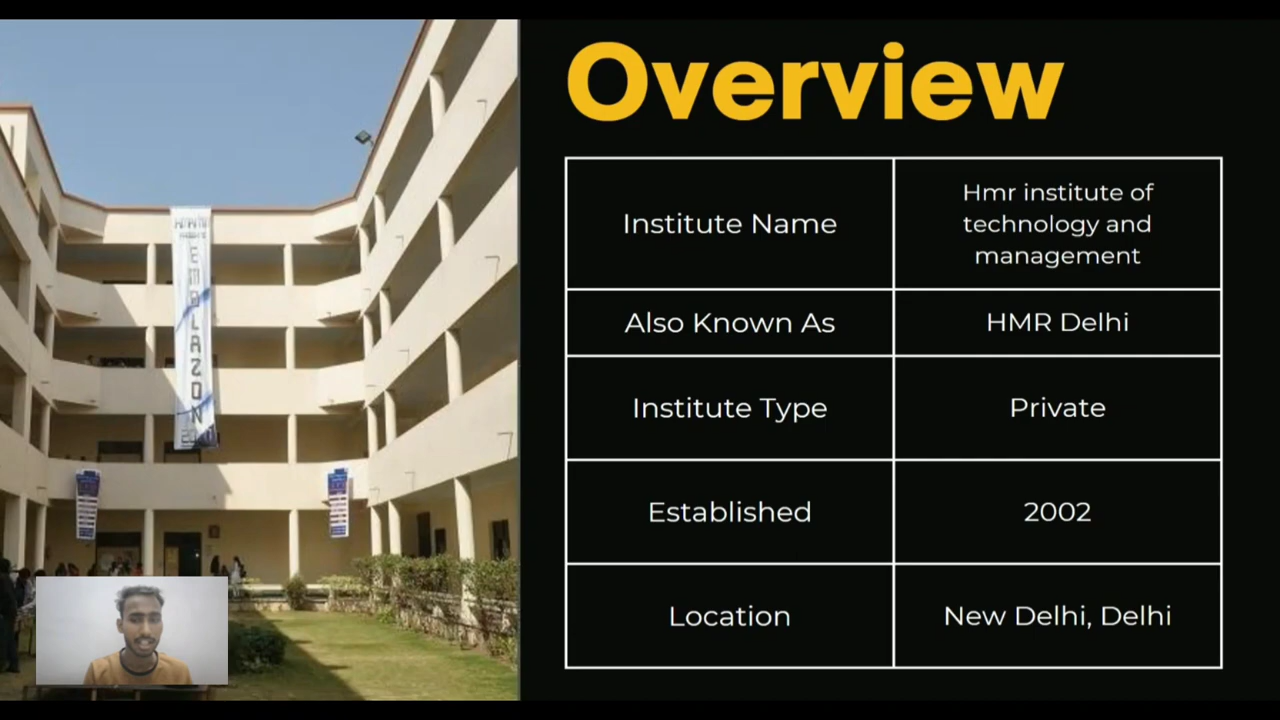 Overview
Institute Name
Hmr institute of
technology and
management
Also Known As
HMR Delhi
Institute Type
Private
Established
2002
Location
New Delhi, Delhi
EMBLAZON